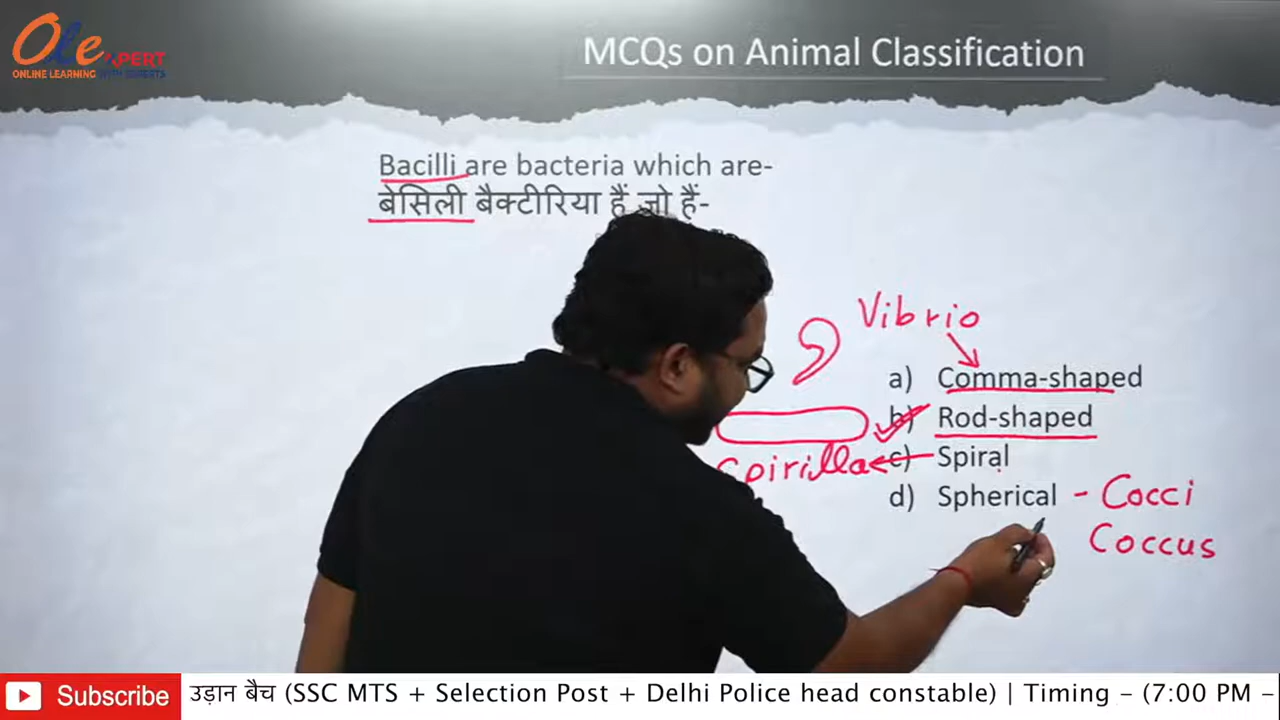 Ole xPERT
ONLINE LEARNING WITH EXPERTS
MCQs on Animal Classification
Bacilli are bacteria which are-
बेसिली बैक्टीरिया हैं जो हैं-
Vibrio
a) Comma-shaped
b) Rod-shaped
Spirilla c) Spiral
d) Spherical - Cocci
Coccus
Subscribe उड़ान बैच (SSC MTS + Selection Post + Delhi Police head constable) | Timing – (7:00 PM –